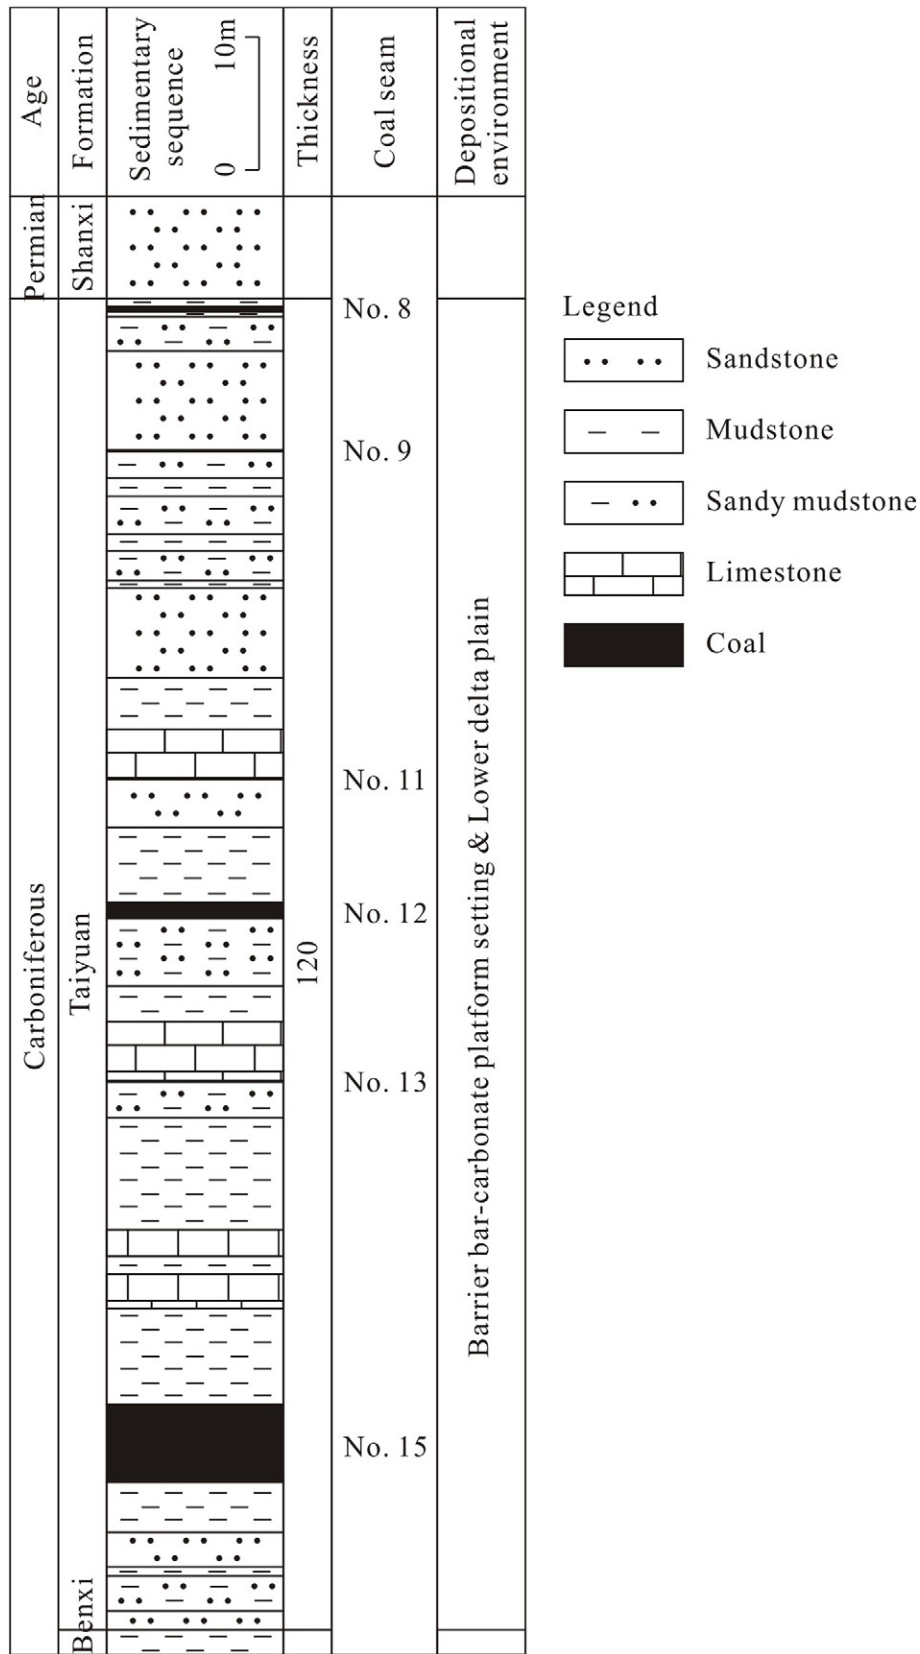 Age
Formation
Sedimentary
sequence
0 10m
Thickness
Coal seam
Depositional
environment
Permian
Shanxi
No. 8
No. 9
No. 11
No. 12
No. 13
No. 15
Carboniferous
Taiyuan
120
Barrier bar-carbonate platform setting & Lower delta plain
Benxi
Legend
Sandstone
Mudstone
Sandy mudstone
Limestone
Coal